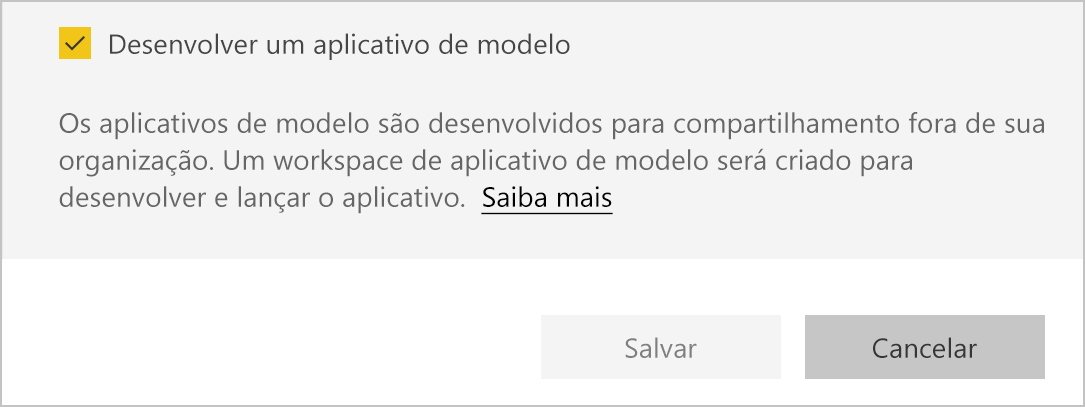 Desenvolver um aplicativo de modelo
Os aplicativos de modelo são desenvolvidos para compartilhamento fora de sua
organização. Um workspace de aplicativo de modelo será criado para
desenvolver e lançar o aplicativo. Saiba mais
Salvar Cancelar